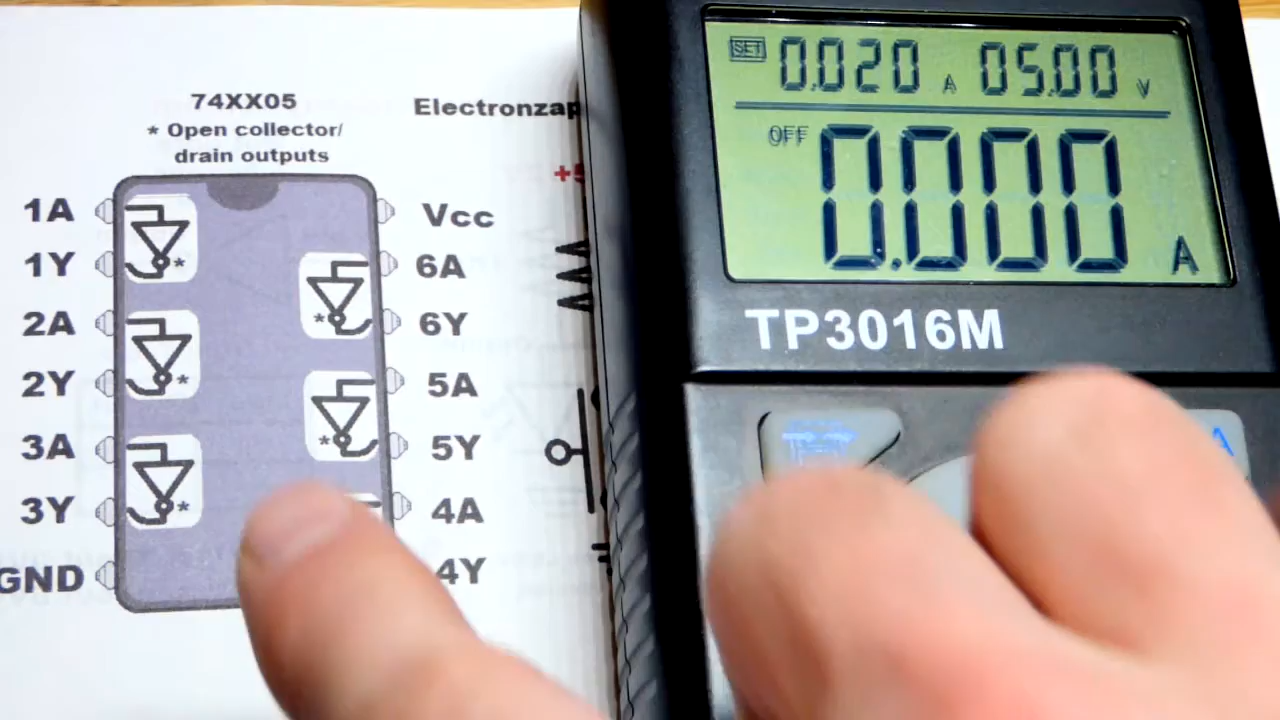 74XX05
* Open collector/
drain outputs
1A
1Y
2A
2Y
3A
3Y
GND
Vcc
6A
6Y
5A
5Y
4A
4Y
*
*
*
*
*
Electronzap
+5
SET 0.020 A 05.00 V
OFF 0.000 A
TP3016M
A